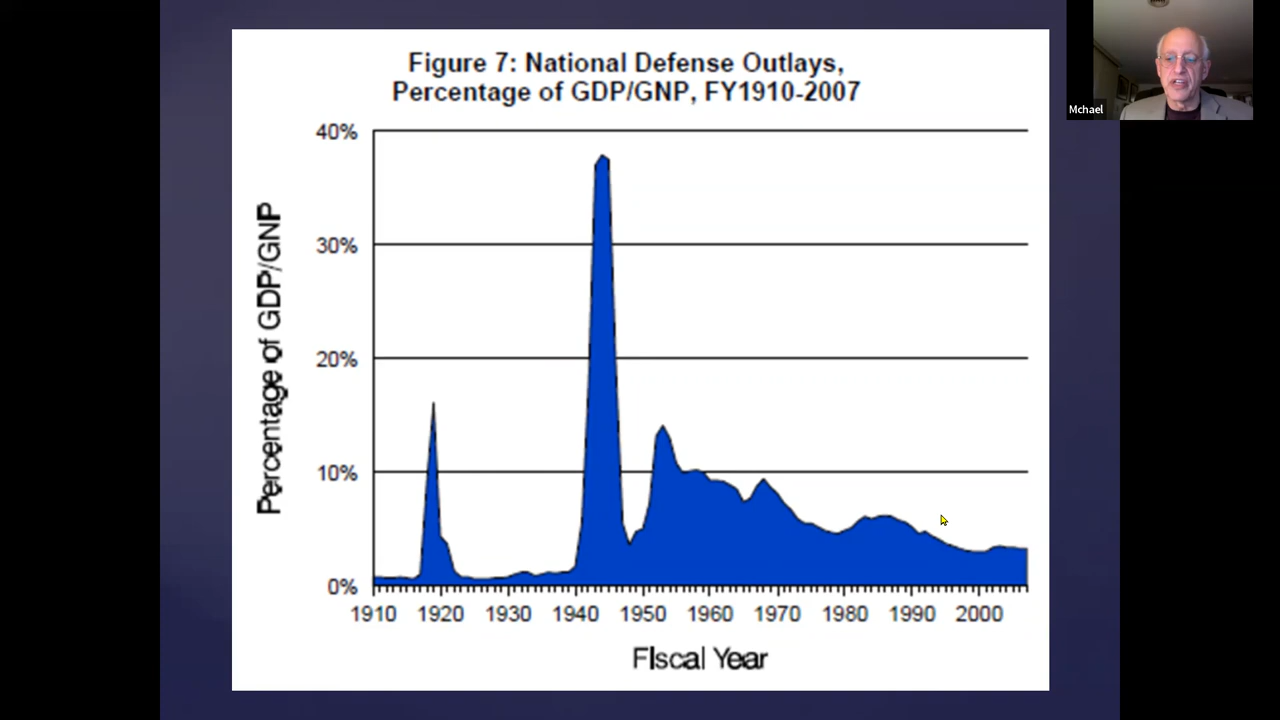 Figure 7: National Defense Outlays,
Percentage of GDP/GNP, FY1910-2007
Mchael
40%
30%
20%
10%
0%
Percentage of GDP/GNP
1910 1920 1930 1940 1950 1960 1970 1980 1990 2000
FIscal Year